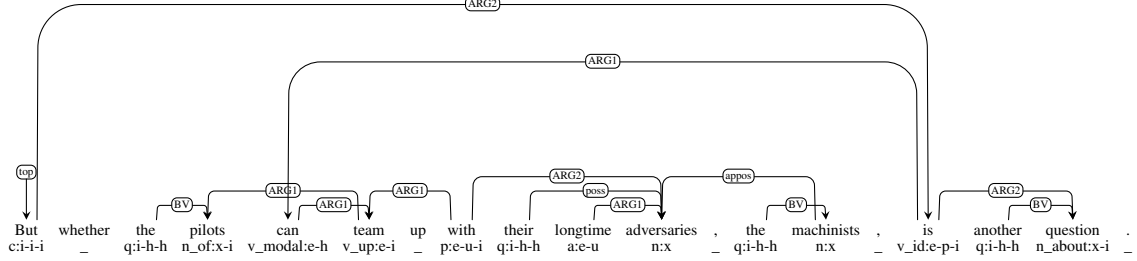 ARG2
ARG1
top
ARG1 ARG1 ARG2 poss appos ARG2
BV ARG1 ARG1 BV BV
But whether the pilots can team up with their longtime adversaries , the machinists , is another question .
c:i-i-i _ q:i-h-h n_of:x-i v_modal:e-h v_up:e-i _ p:e-u-i q:i-h-h a:e-u n:x _ q:i-h-h n:x _ v_id:e-p-i q:i-h-h n_about:x-i _